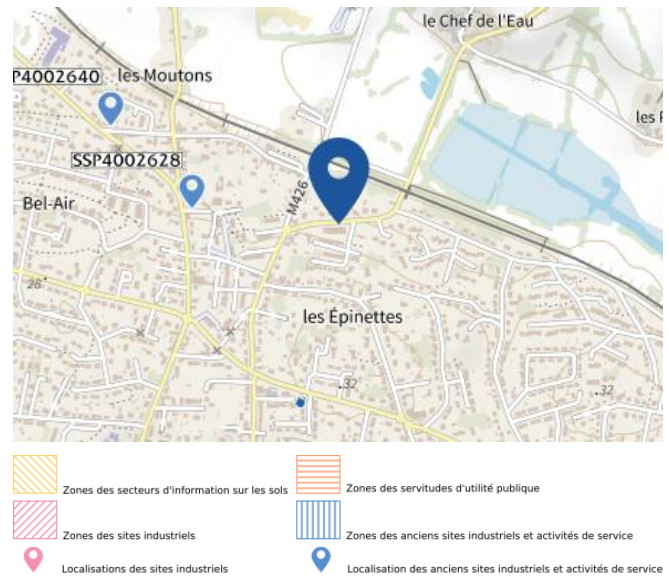 le Chef de l'Eau
P4002640
les Moutons
les
SSP4002628
M426
Bel-Air
28
les Épinettes
32
32
Zones des secteurs d'information sur les sols
Zones des servitudes d'utilité publique
Zones des sites industriels
Zones des anciens sites industriels et activités de service
Localisations des sites industriels
Localisation des anciens sites industriels et activités de service